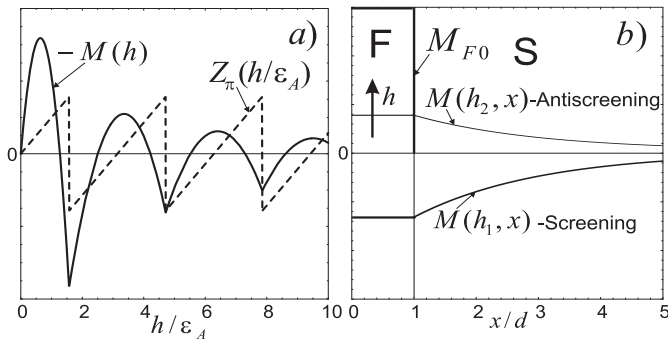 a)
−M(h)
Z_π(h/ε_A)
0
0 2 4 6 8 10
h/ε_A
b)
F S
M_F0
h
M(h_2, x)-Antiscreening
0
M(h_1, x) -Screening
0 1 2 3 4 5
x/d